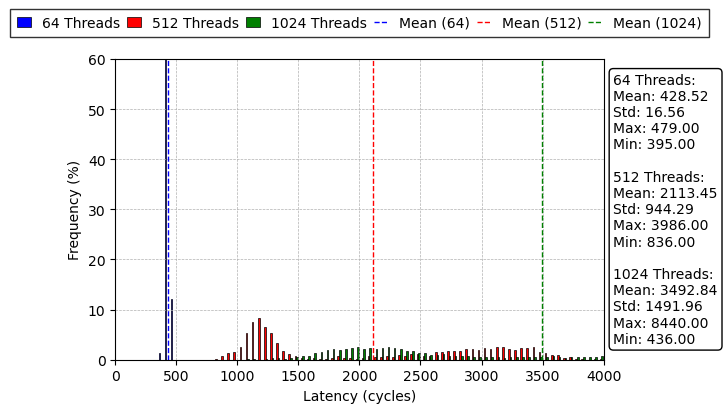 64 Threads 512 Threads 1024 Threads Mean (64) Mean (512) Mean (1024)
60
50
40
30
20
10
0
Frequency (%)
0 500 1000 1500 2000 2500 3000 3500 4000
Latency (cycles)
64 Threads:
Mean: 428.52
Std: 16.56
Max: 479.00
Min: 395.00
512 Threads:
Mean: 2113.45
Std: 944.29
Max: 3986.00
Min: 836.00
1024 Threads:
Mean: 3492.84
Std: 1491.96
Max: 8440.00
Min: 436.00